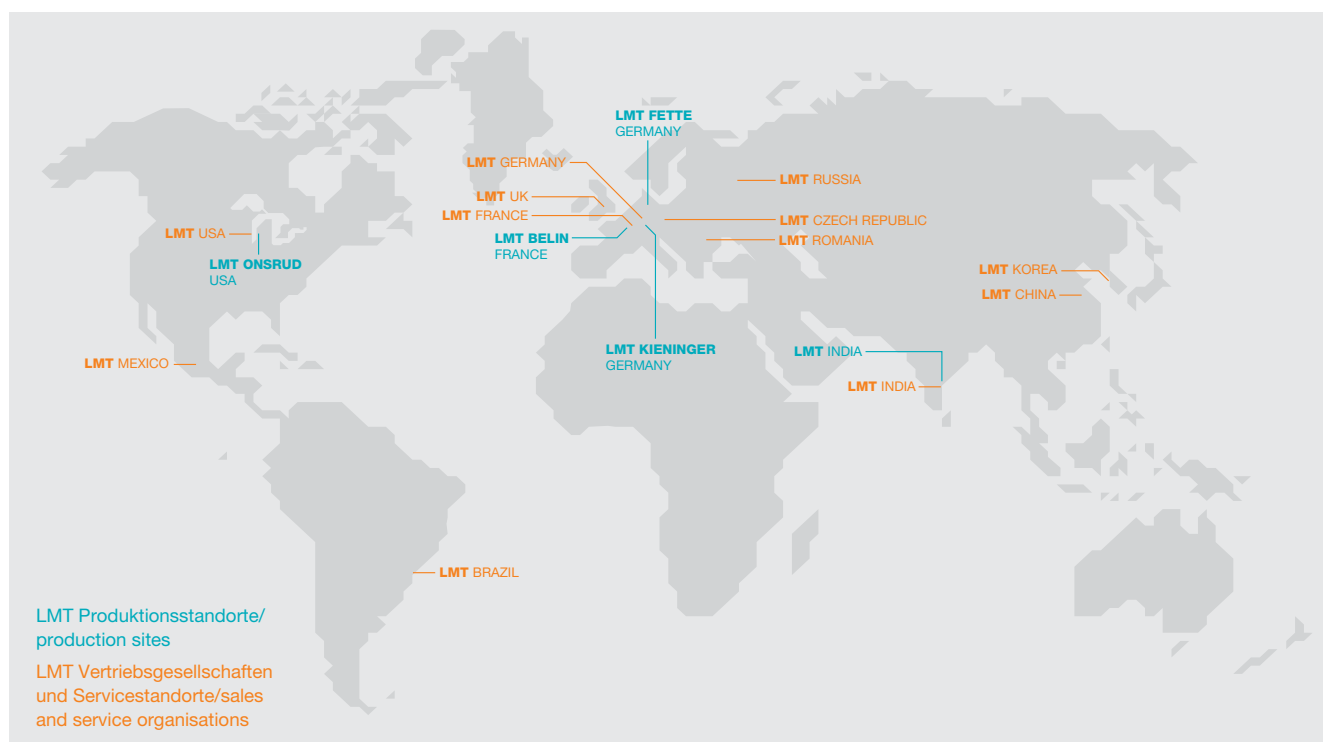 LMT FETTE
GERMANY
LMT GERMANY
LMT RUSSIA
LMT UK
LMT FRANCE
LMT CZECH REPUBLIC
LMT USA
LMT BELIN
FRANCE
LMT ROMANIA
LMT ONSRUD
USA
LMT KOREA
LMT CHINA
LMT KIENINGER
GERMANY
LMT INDIA
LMT MEXICO
LMT INDIA
LMT BRAZIL
LMT Produktionsstandorte/
production sites
LMT Vertriebsgesellschaften
und Servicestandorte/sales
and service organisations